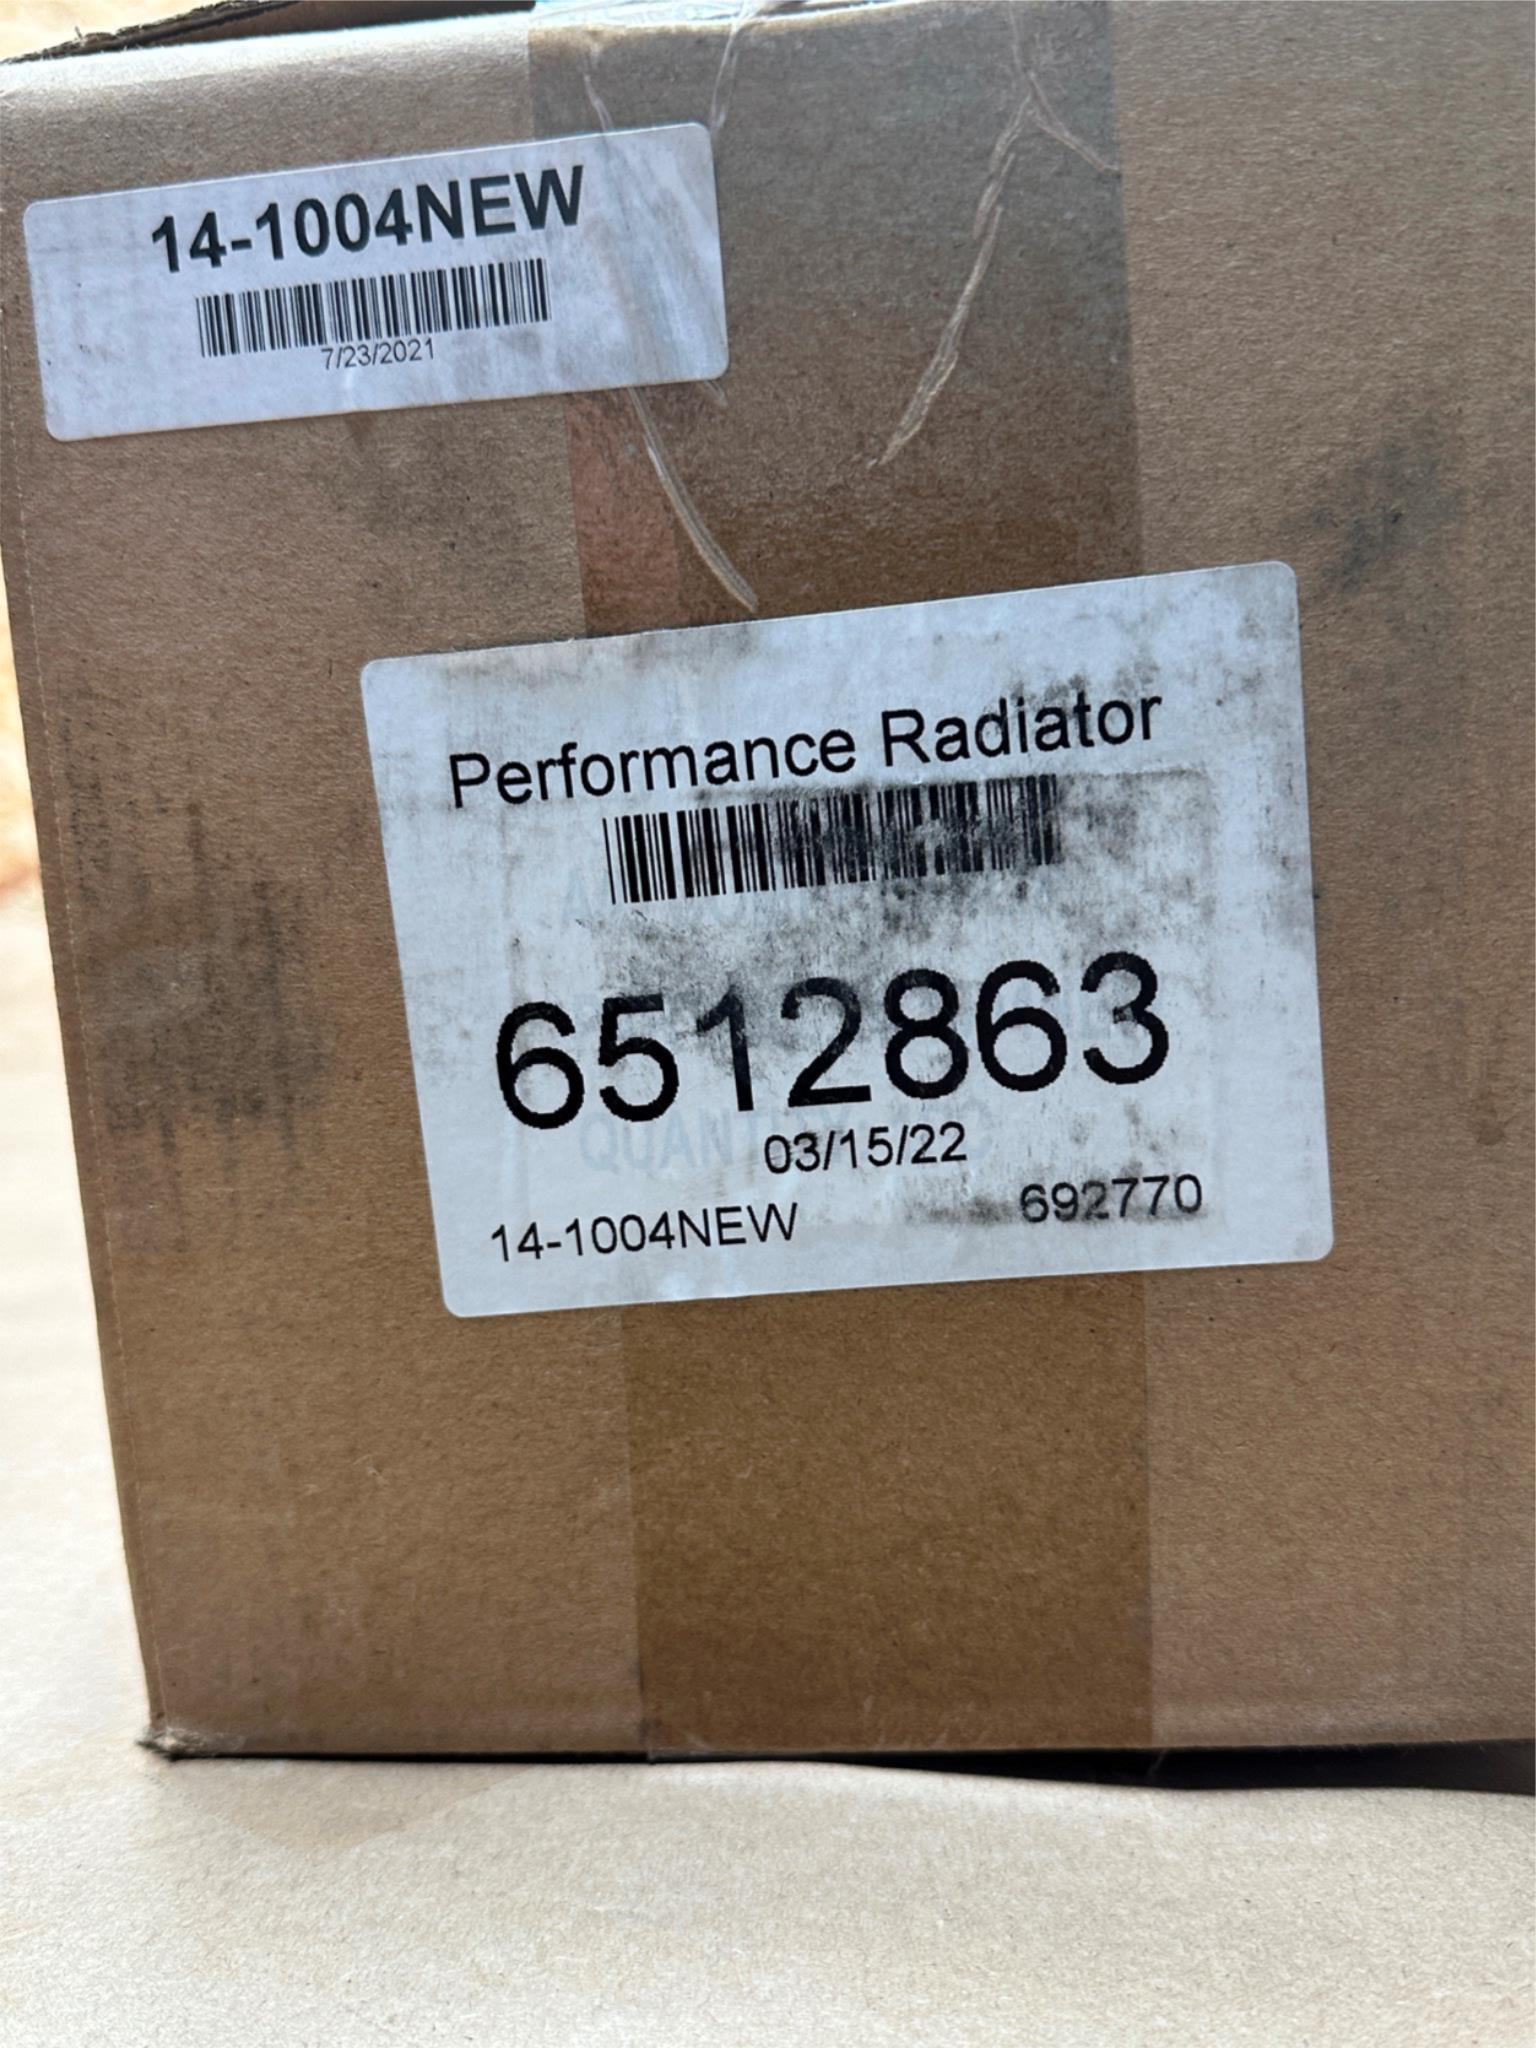 14-1004NEW
7/23/2021
Performance Radiator
6512863
03/15/22
14-1004NEW 692770